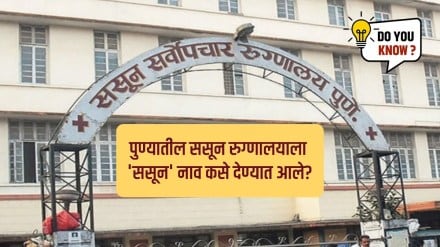 DO YOU
KNOW ?
ससून सर्वोपचार रुग्णालय पुणे.
पुण्यातील ससून रुग्णालयाला
'ससून' नाव कसे देण्यात आले?